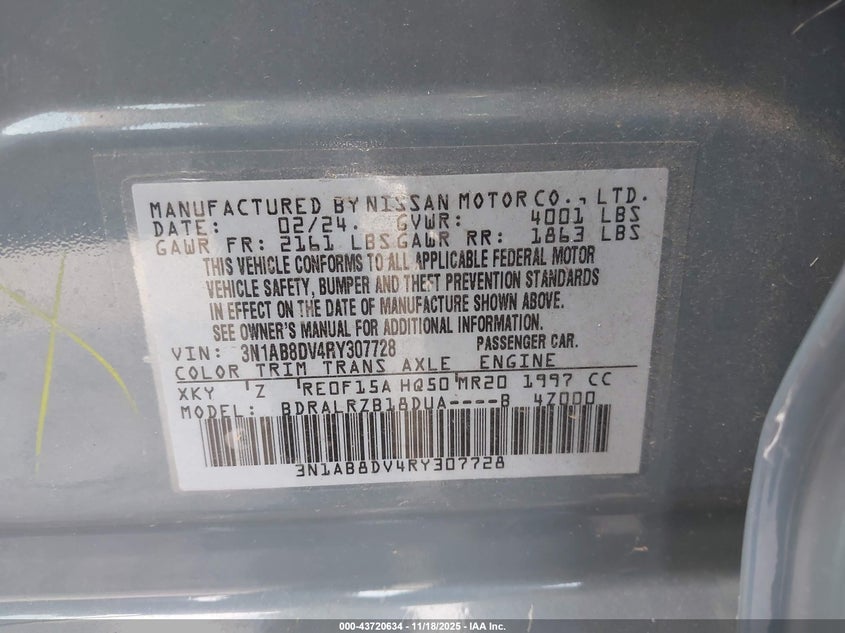 MANUFACTURED BY NISSAN MOTOR CO., LTD.
DATE: 02/24. GVWR: 4001 LBS
GAWR FR: 2161 LBS GAWR RR: 1863 LBS
THIS VEHICLE CONFORMS TO ALL APPLICABLE FEDERAL MOTOR
VEHICLE SAFETY, BUMPER AND THEFT PREVENTION STANDARDS
IN EFFECT ON THE DATE OF MANUFACTURE SHOWN ABOVE.
SEE OWNER'S MANUAL FOR ADDITIONAL INFORMATION.
VIN: 3N1AB8DV4RY307728 PASSENGER CAR.
COLOR TRIM TRANS AXLE ENGINE
XKY Z RE0F15A HQ50 MR20 1997 CC
MODEL: BDRALRZB18DUA----B 4Z000
3N1AB8DV4RY307728
000-43720634 - 11/18/2025 - IAA Inc.